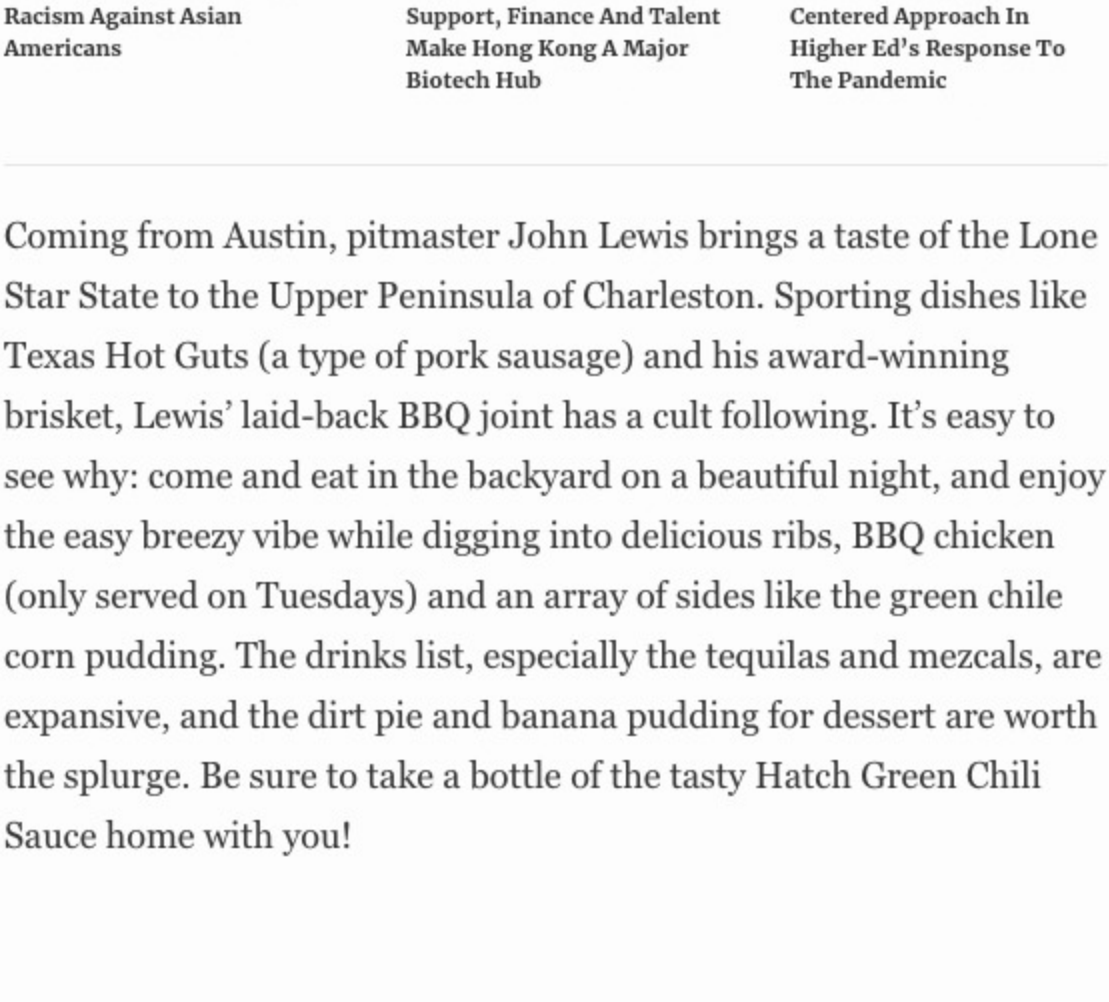 Racism Against Asian
Americans
Support, Finance And Talent
Make Hong Kong A Major
Biotech Hub
Centered Approach In
Higher Ed’s Response To
The Pandemic
Coming from Austin, pitmaster John Lewis brings a taste of the Lone
Star State to the Upper Peninsula of Charleston. Sporting dishes like
Texas Hot Guts (a type of pork sausage) and his award-winning
brisket, Lewis’ laid-back BBQ joint has a cult following. It’s easy to
see why: come and eat in the backyard on a beautiful night, and enjoy
the easy breezy vibe while digging into delicious ribs, BBQ chicken
(only served on Tuesdays) and an array of sides like the green chile
corn pudding. The drinks list, especially the tequilas and mezcals, are
expansive, and the dirt pie and banana pudding for dessert are worth
the splurge. Be sure to take a bottle of the tasty Hatch Green Chili
Sauce home with you!